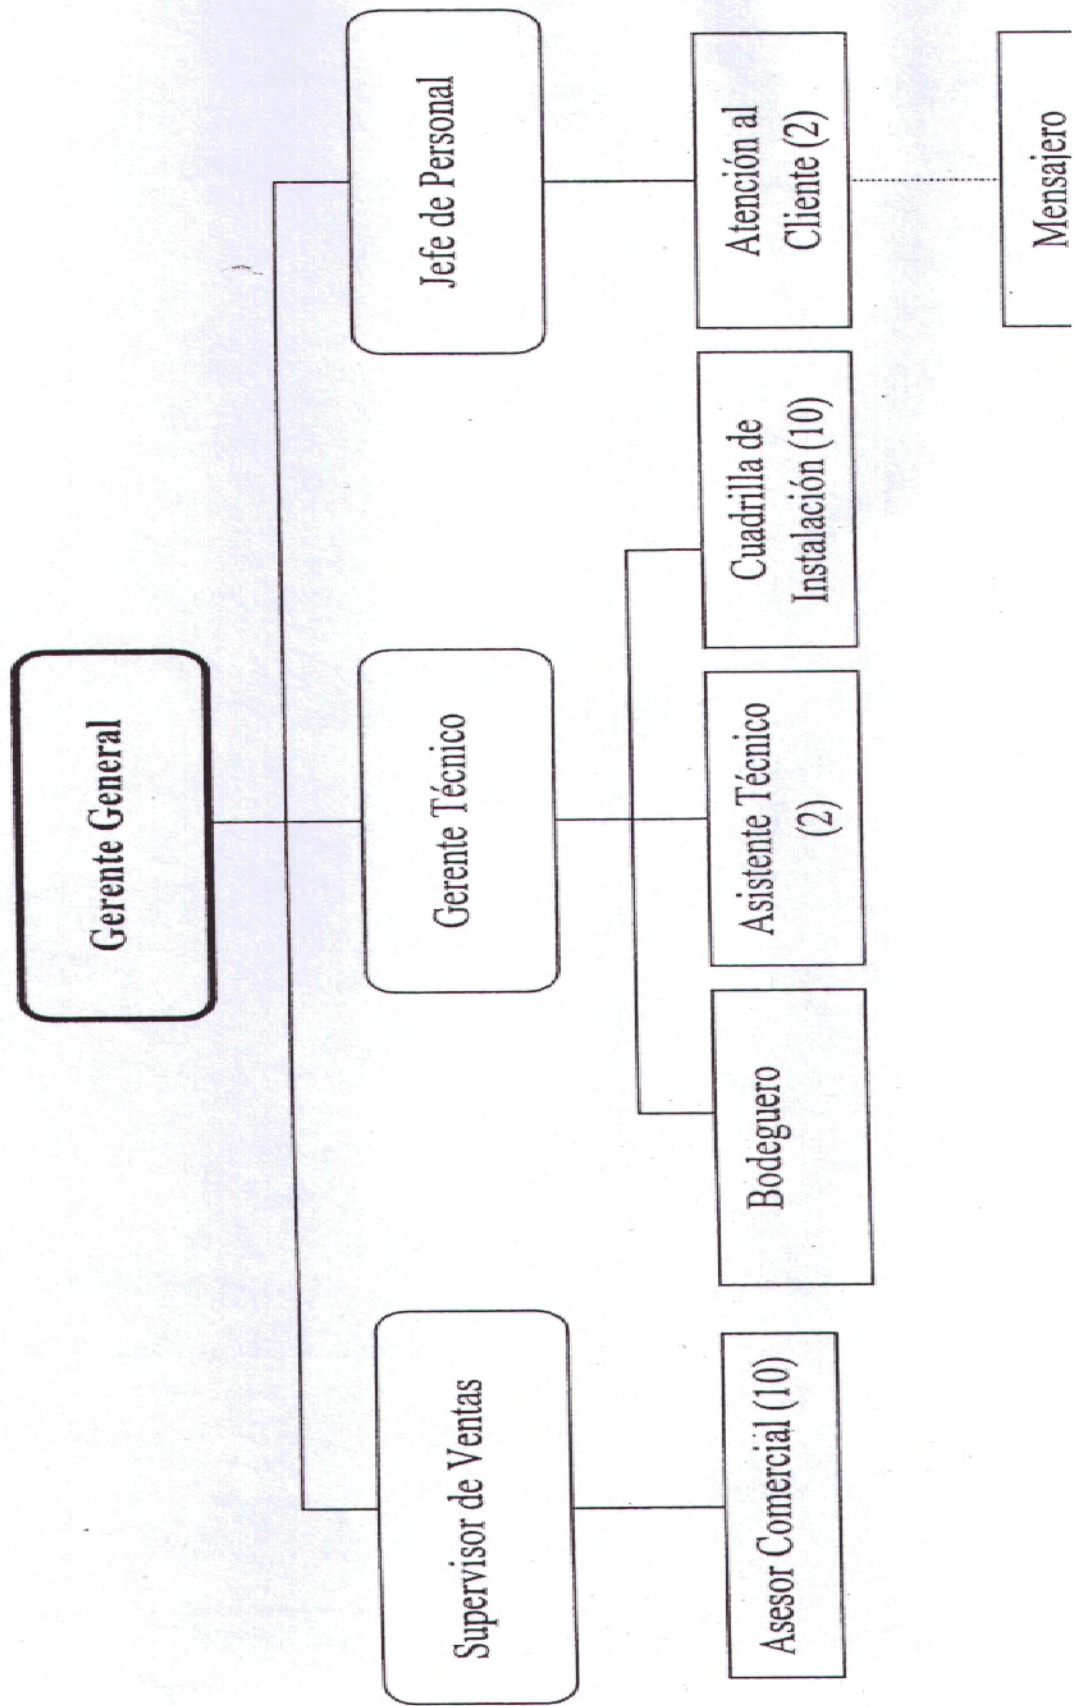 Gerente General
Supervisor de Ventas
Gerente Técnico
Jefe de Personal
Asesor Comercial (10)
Bodeguero
Asistente Técnico
(2)
Cuadrilla de
Instalación (10)
Atención al
Cliente (2)
Mensajero